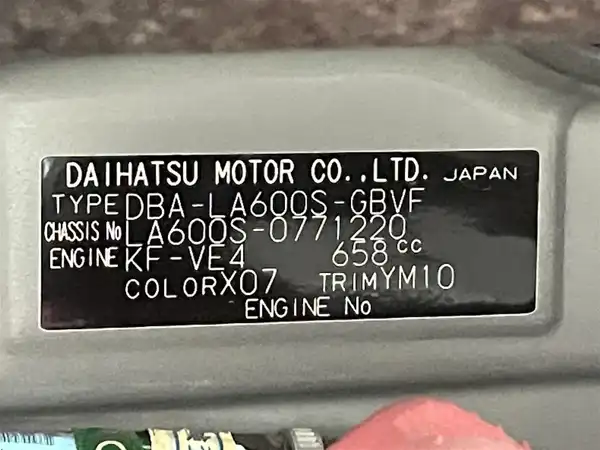 DAIHATSU MOTOR CO.,LTD. JAPAN
TYPE DBA-LA600S-GBVF
CHASSIS No LA600S-0771220
ENGINE KF-VE4 658 cc
COLOR X07 TRIM YM10
ENGINE No